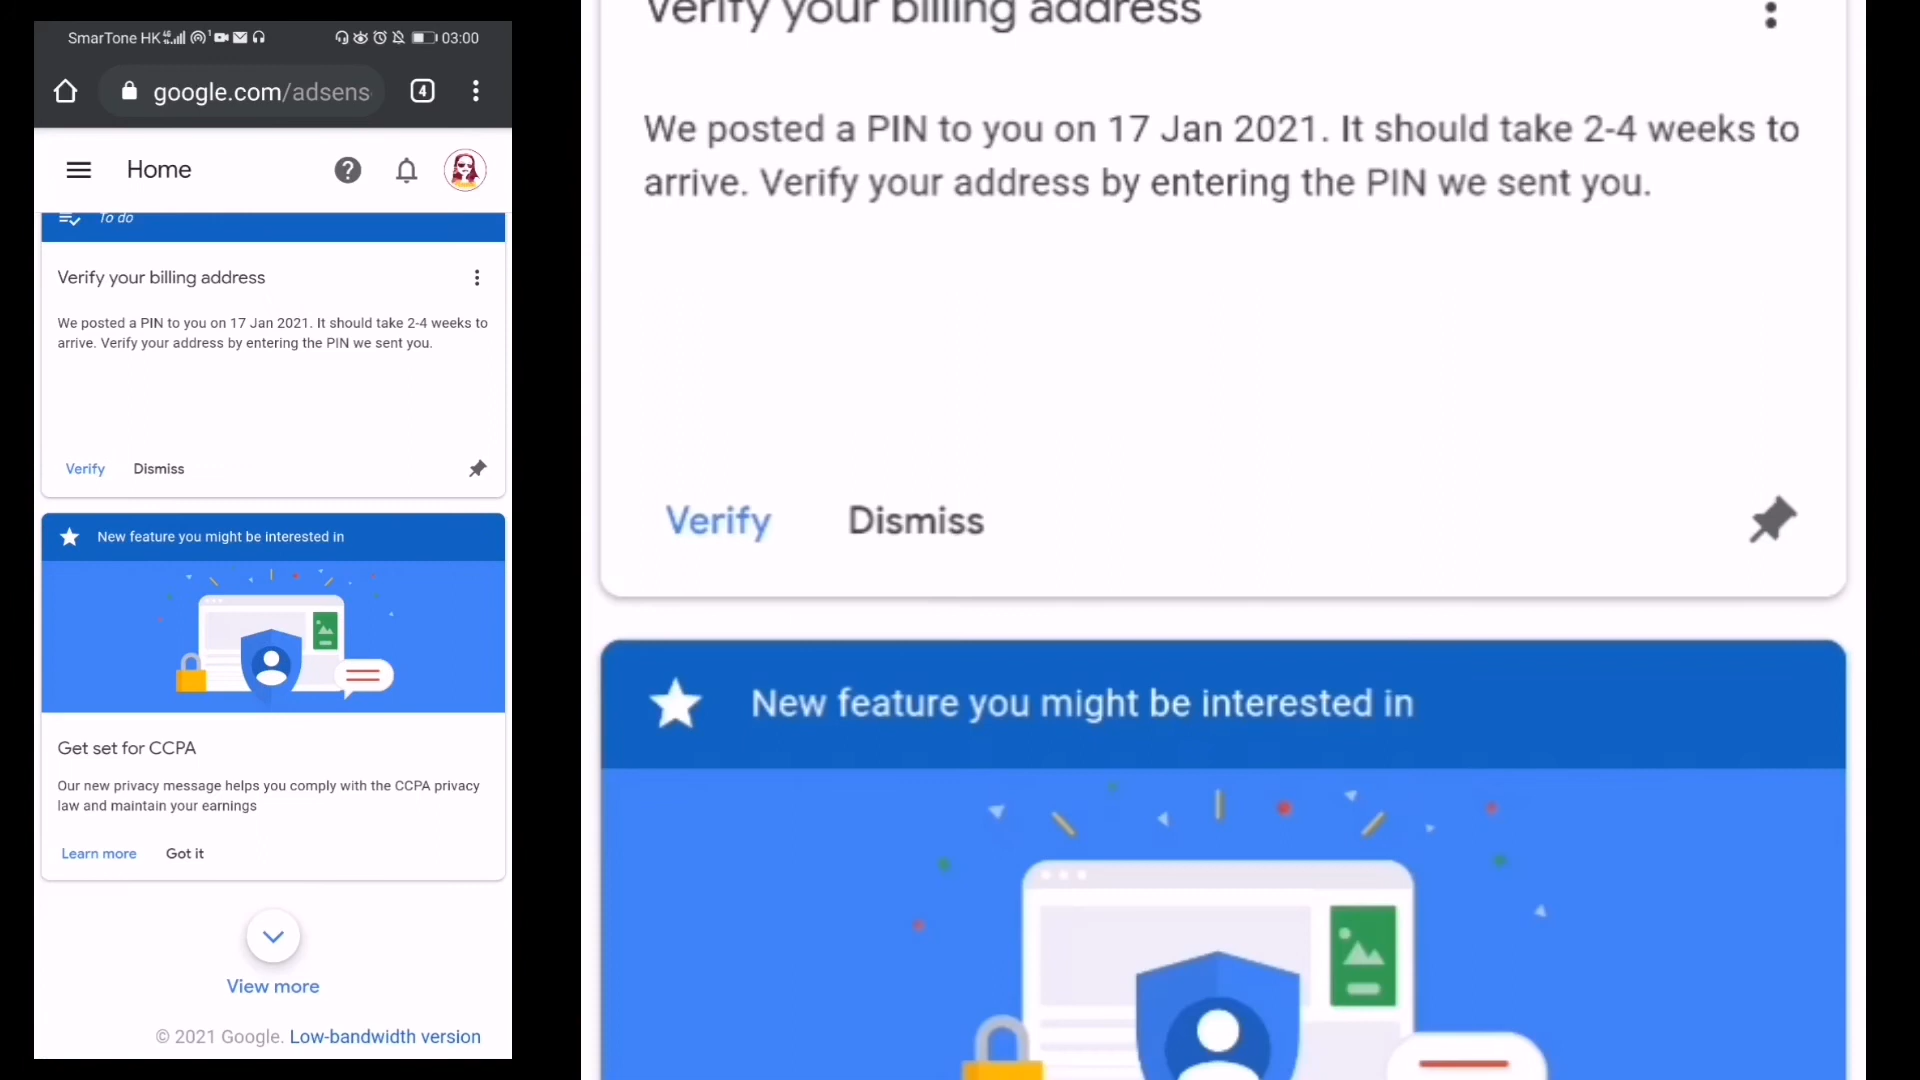 SmarTone HK 03:00
google.com/adsens 4
Home
To do
Verify your billing address
We posted a PIN to you on 17 Jan 2021. It should take 2-4 weeks to
arrive. Verify your address by entering the PIN we sent you.
Verify Dismiss
New feature you might be interested in
Get set for CCPA
Our new privacy message helps you comply with the CCPA privacy
law and maintain your earnings
Learn more Got it
View more
© 2021 Google. Low-bandwidth version
Verify your billing address
We posted a PIN to you on 17 Jan 2021. It should take 2-4 weeks to
arrive. Verify your address by entering the PIN we sent you.
Verify Dismiss
New feature you might be interested in